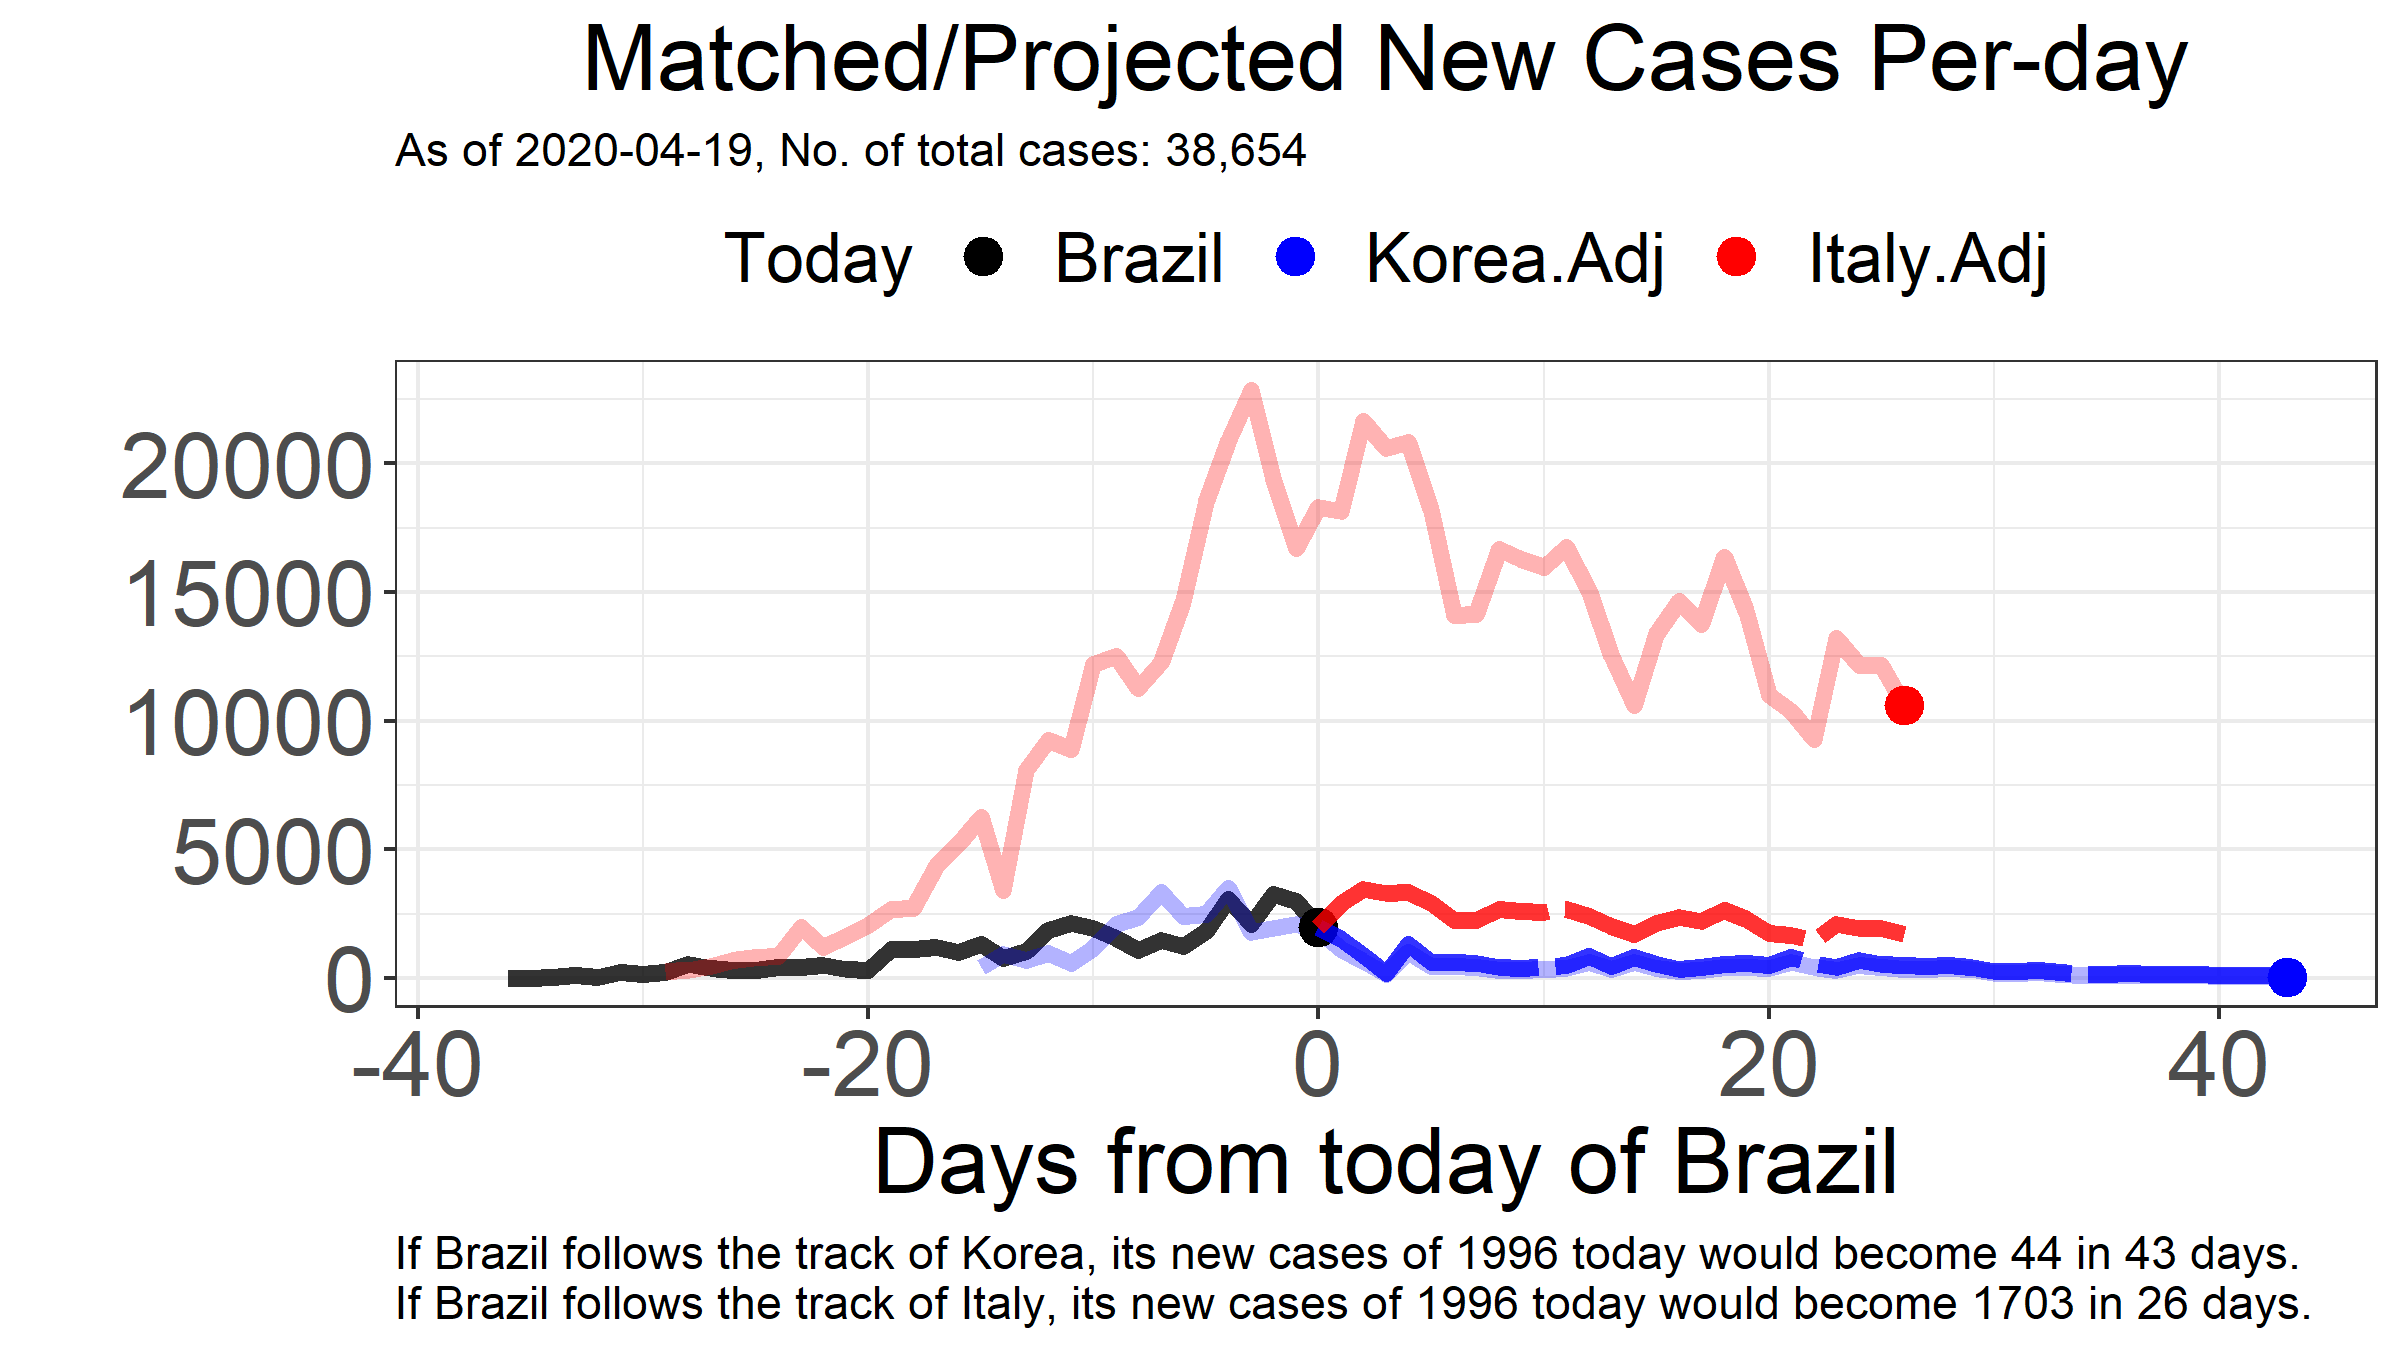 Matched/Projected New Cases Per-day
As of 2020-04-19, No. of total cases: 38,654
Today Brazil Korea.Adj Italy.Adj
20000
15000
10000
5000
0
-40 -20 0 20 40
Days from today of Brazil
If Brazil follows the track of Korea, its new cases of 1996 today would become 44 in 43 days.
If Brazil follows the track of Italy, its new cases of 1996 today would become 1703 in 26 days.